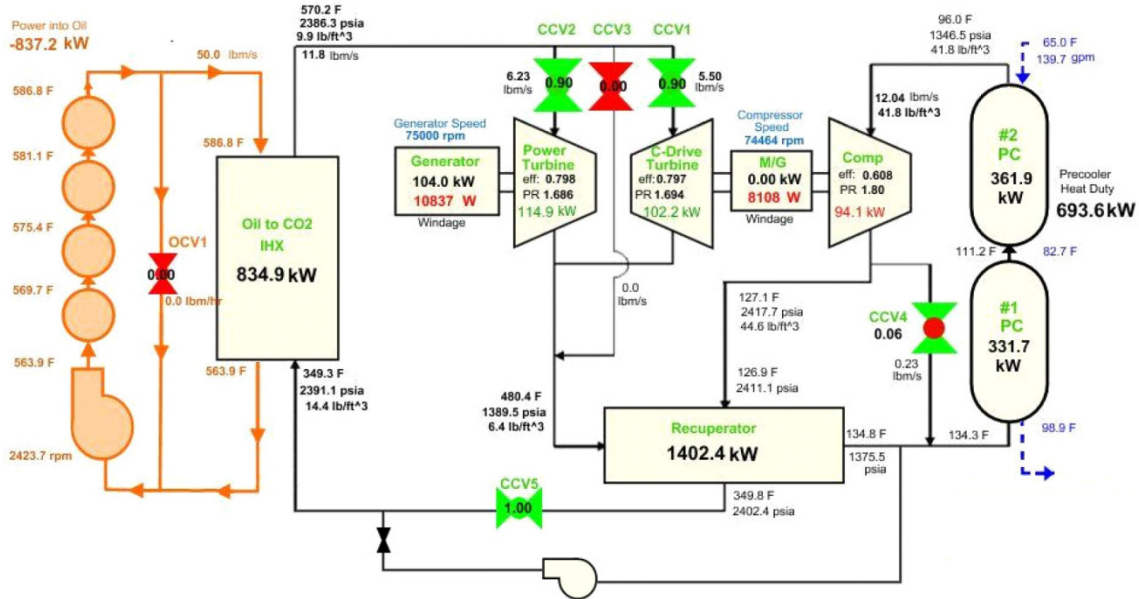 Power into Oil
-837.2 kW
50.0 lbm/s
586.8 F
581.1 F
575.4 F
569.7 F
563.9 F
2423.7 rpm
OCV1
0.00
0.0 lbm/hr
586.8 F
563.9 F
Oil to CO2
IHX
834.9 kW
570.2 F
2386.3 psia
9.9 lb/ft^3
11.8 lbm/s
349.3 F
2391.1 psia
14.4 lb/ft^3
CCV2
CCV3
CCV1
6.23
lbm/s
0.90
0.00
0.90
5.50
lbm/s
Generator Speed
75000 rpm
Generator
104.0 kW
10837 W
Windage
Power
Turbine
eff: 0.798
PR 1.686
114.9 kW
C-Drive
Turbine
eff: 0.797
PR 1.694
102.2 kW
Compressor
Speed
74464 rpm
M/G
0.00 kW
8108 W
Windage
Comp
eff: 0.608
PR 1.80
94.1 kW
96.0 F
1346.5 psia
41.8 lb/ft^3
12.04 lbm/s
41.8 lb/ft^3
65.0 F
139.7 gpm
#2
PC
361.9
kW
Precooler
Heat Duty
693.6 kW
111.2 F
82.7 F
#1
PC
331.7
kW
98.9 F
0.0
lbm/s
127.1 F
2417.7 psia
44.6 lb/ft^3
CCV4
0.06
0.23
lbm/s
126.9 F
2411.1 psia
480.4 F
1389.5 psia
6.4 lb/ft^3
Recuperator
1402.4 kW
134.8 F
1375.5
psia
134.3 F
349.8 F
2402.4 psia
CCV5
1.00